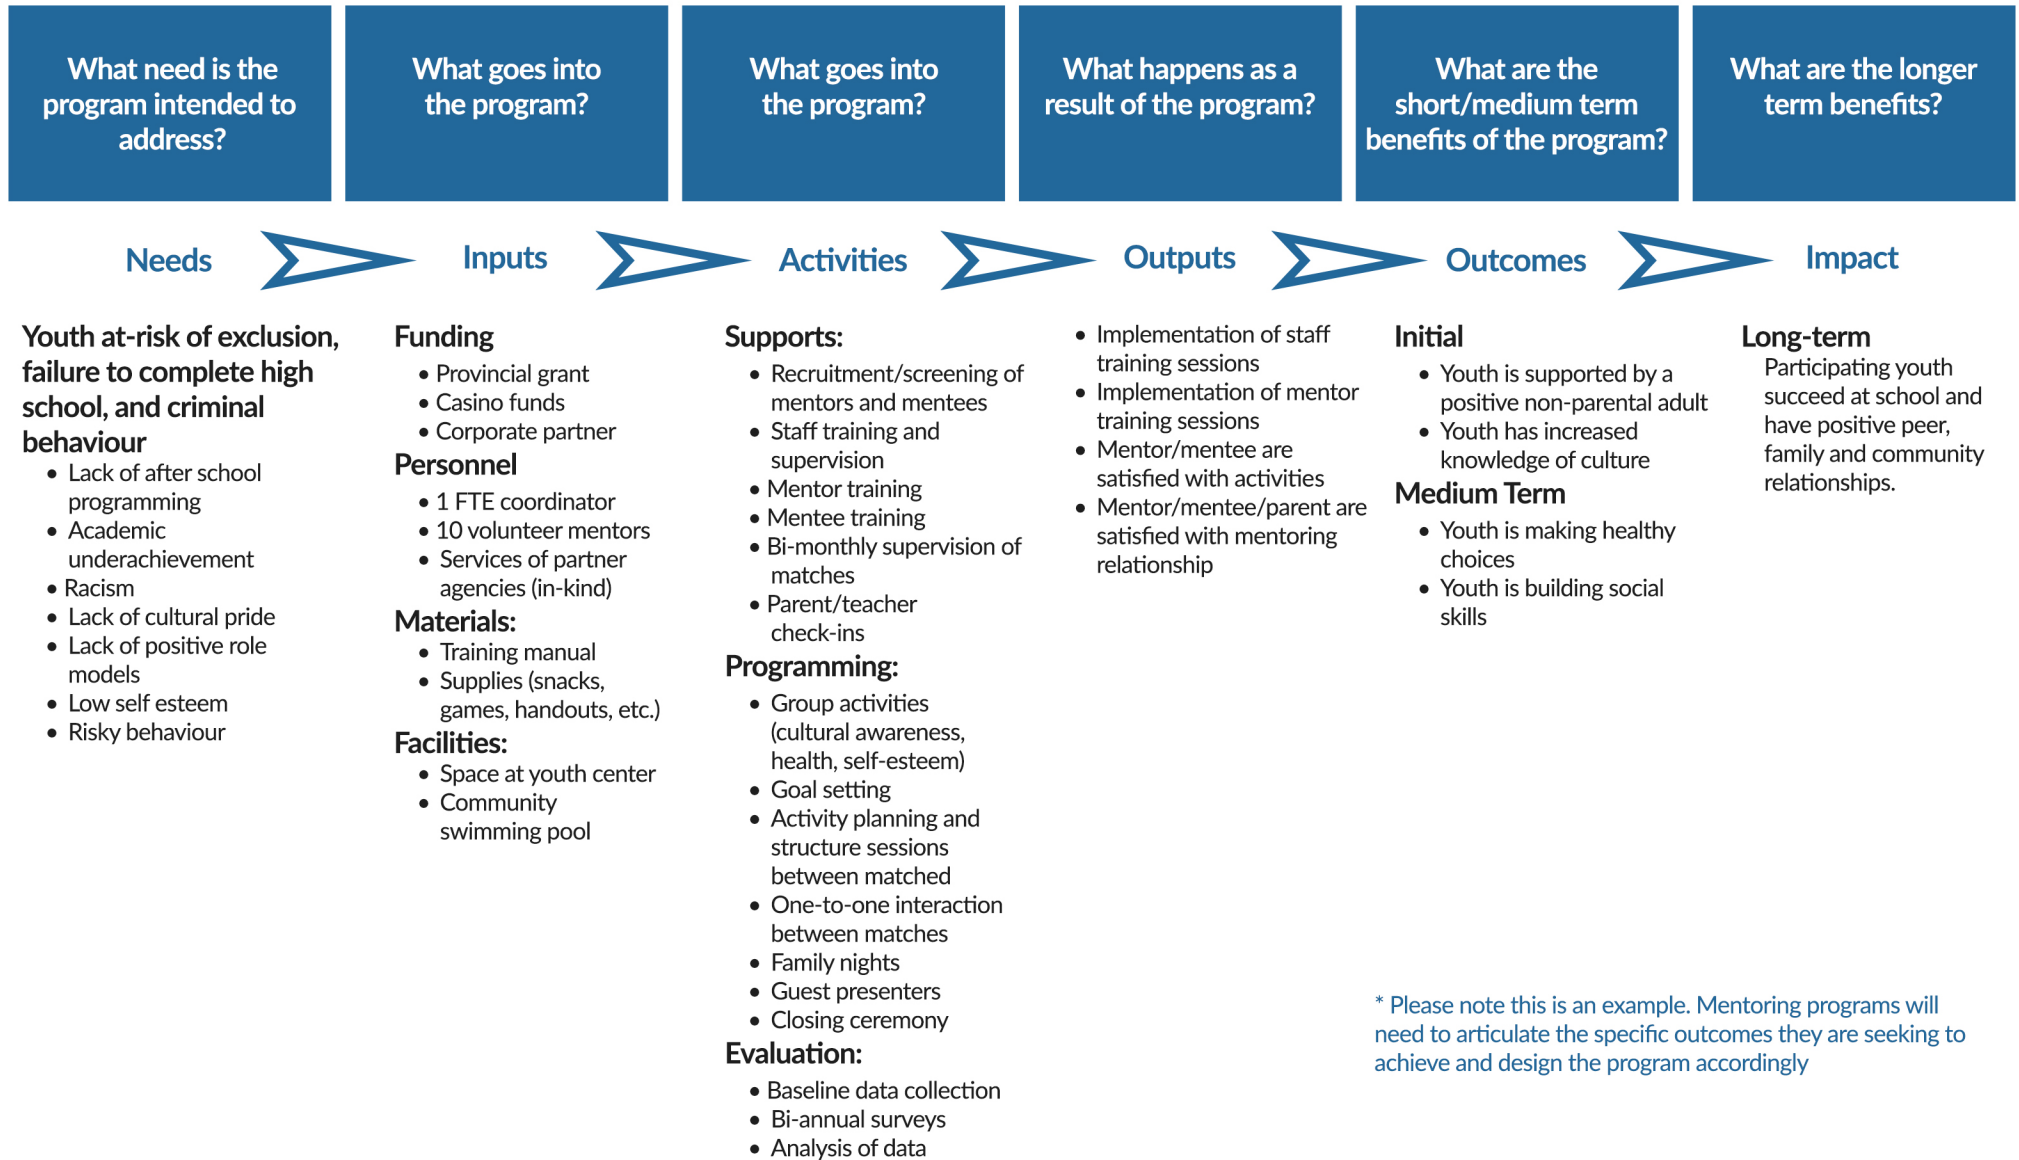 What need is the
program intended to
address?
What goes into
the program?
What goes into
the program?
What happens as a
result of the program?
What are the
short/medium term
benefits of the program?
What are the longer
term benefits?
Needs
Inputs
Activities
Outputs
Outcomes
Impact
Youth at-risk of exclusion,
failure to complete high
school, and criminal
behaviour
• Lack of after school
programming
• Academic
underachievement
• Racism
• Lack of cultural pride
• Lack of positive role
models
• Low self esteem
• Risky behaviour
Funding
• Provincial grant
• Casino funds
• Corporate partner
Personnel
• 1 FTE coordinator
• 10 volunteer mentors
• Services of partner
agencies (in-kind)
Materials:
• Training manual
• Supplies (snacks,
games, handouts, etc.)
Facilities:
• Space at youth center
• Community
swimming pool
Supports:
• Recruitment/screening of
mentors and mentees
• Staff training and
supervision
• Mentor training
• Mentee training
• Bi-monthly supervision of
matches
• Parent/teacher
check-ins
Programming:
• Group activities
(cultural awareness,
health, self-esteem)
• Goal setting
• Activity planning and
structure sessions
between matched
• One-to-one interaction
between matches
• Family nights
• Guest presenters
• Closing ceremony
Evaluation:
• Baseline data collection
• Bi-annual surveys
• Analysis of data
• Implementation of staff
training sessions
• Implementation of mentor
training sessions
• Mentor/mentee are
satisfied with activities
• Mentor/mentee/parent are
satisfied with mentoring
relationship
Initial
• Youth is supported by a
positive non-parental adult
• Youth has increased
knowledge of culture
Medium Term
• Youth is making healthy
choices
• Youth is building social
skills
Long-term
Participating youth
succeed at school and
have positive peer,
family and community
relationships.
* Please note this is an example. Mentoring programs will
need to articulate the specific outcomes they are seeking to
achieve and design the program accordingly